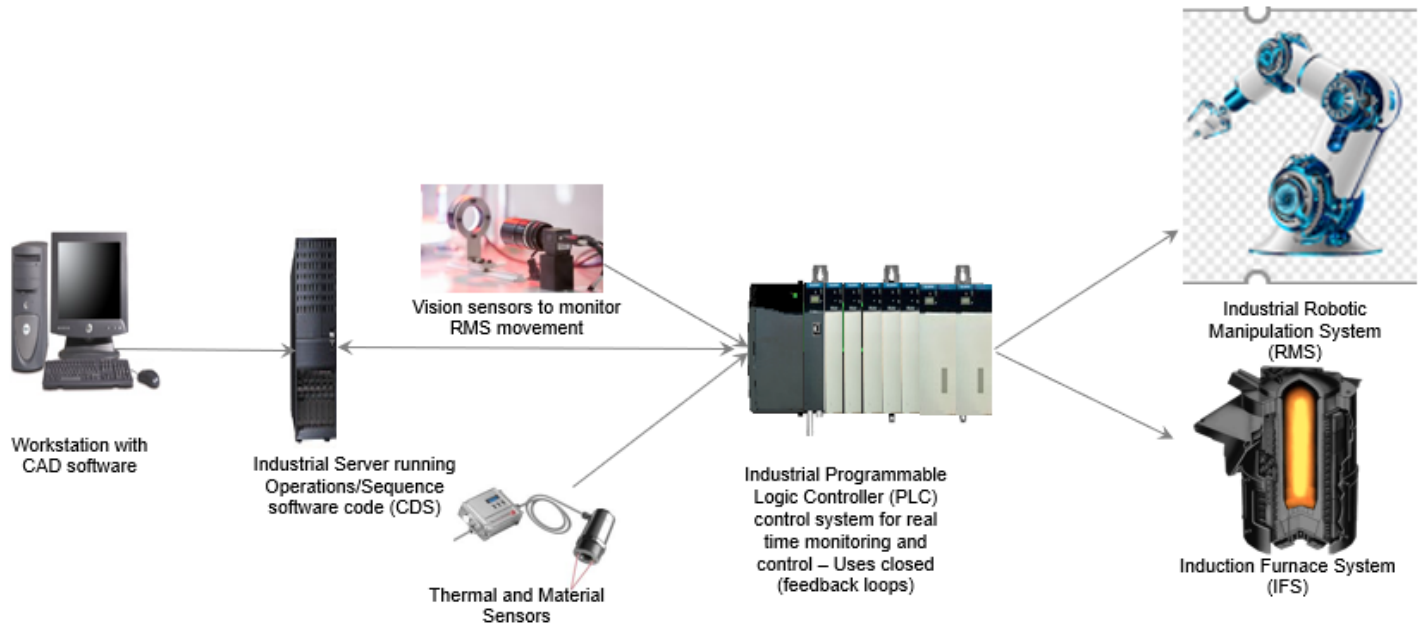 Vision sensors to monitor
RMS movement
Workstation with
CAD software
Industrial Server running
Operations/Sequence
software code (CDS)
Thermal and Material
Sensors
Industrial Programmable
Logic Controller (PLC)
control system for real
time monitoring and
control – Uses closed
(feedback loops)
Industrial Robotic
Manipulation System
(RMS)
Induction Furnace System
(IFS)